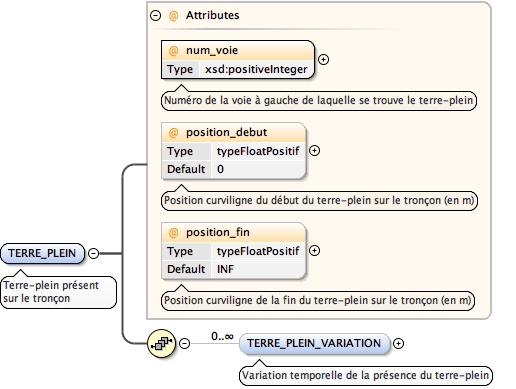 @ Attributes
@ num_voie
Type xsd:positiveInteger
Numéro de la voie à gauche de laquelle se trouve le terre-plein
@ position_debut
Type typeFloatPositif
Default 0
Position curviligne du début du terre-plein sur le tronçon (en m)
@ position_fin
Type typeFloatPositif
Default INF
Position curviligne de la fin du terre-plein sur le tronçon (en m)
TERRE_PLEIN
Terre-plein présent
sur le tronçon
0..∞
TERRE_PLEIN_VARIATION
Variation temporelle de la présence du terre-plein